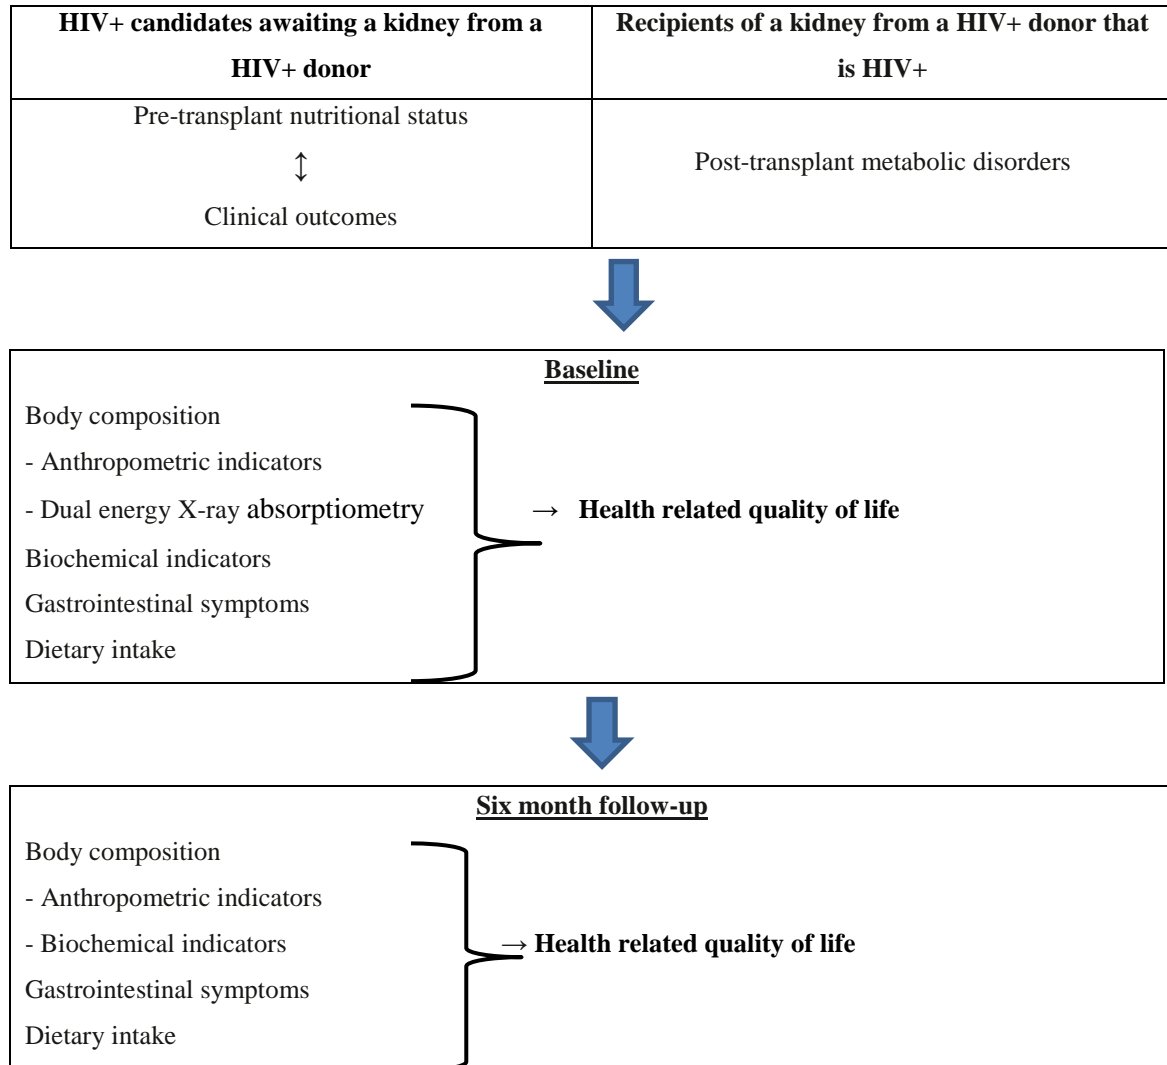 HIV+ candidates awaiting a kidney from a
HIV+ donor
Recipients of a kidney from a HIV+ donor that
is HIV+
Pre-transplant nutritional status
↕
Clinical outcomes
Post-transplant metabolic disorders
Baseline
Body composition
- Anthropometric indicators
- Dual energy X-ray absorptiometry
Biochemical indicators
Gastrointestinal symptoms
Dietary intake
→ Health related quality of life
Six month follow-up
Body composition
- Anthropometric indicators
- Biochemical indicators
Gastrointestinal symptoms
Dietary intake
→ Health related quality of life